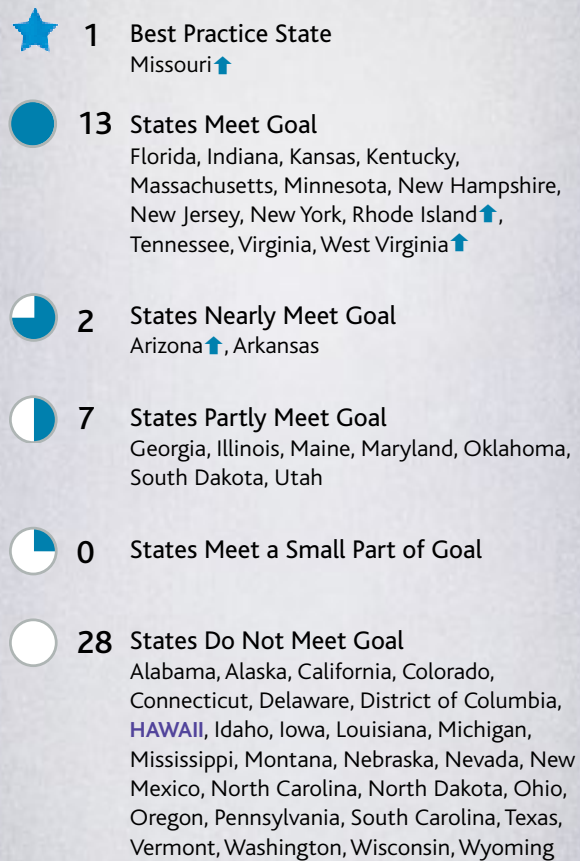 1 Best Practice State
Missouri
13 States Meet Goal
Florida, Indiana, Kansas, Kentucky,
Massachusetts, Minnesota, New Hampshire,
New Jersey, New York, Rhode Island,
Tennessee, Virginia, West Virginia
2 States Nearly Meet Goal
Arizona, Arkansas
7 States Partly Meet Goal
Georgia, Illinois, Maine, Maryland, Oklahoma,
South Dakota, Utah
0 States Meet a Small Part of Goal
28 States Do Not Meet Goal
Alabama, Alaska, California, Colorado,
Connecticut, Delaware, District of Columbia,
HAWAII, Idaho, Iowa, Louisiana, Michigan,
Mississippi, Montana, Nebraska, Nevada, New
Mexico, North Carolina, North Dakota, Ohio,
Oregon, Pennsylvania, South Carolina, Texas,
Vermont, Washington, Wisconsin, Wyoming